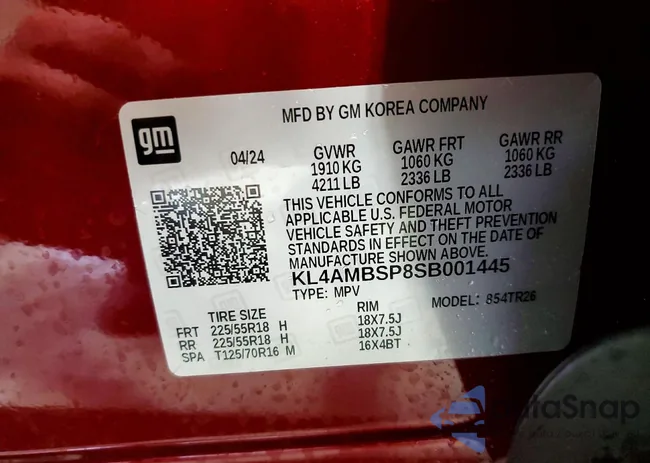 MFD BY GM KOREA COMPANY
gm
04/24
GVWR GAWR FRT GAWR RR
1910 KG 1060 KG 1060 KG
4211 LB 2336 LB 2336 LB
THIS VEHICLE CONFORMS TO ALL
APPLICABLE U.S. FEDERAL MOTOR
VEHICLE SAFETY AND THEFT PREVENTION
STANDARDS IN EFFECT ON THE DATE OF
MANUFACTURE SHOWN ABOVE.
KL4AMBSP8SB001445
TYPE: MPV MODEL: 854TR26
TIRE SIZE RIM
FRT 225/55R18 H 18X7.5J
RR 225/55R18 H 18X7.5J
SPA T125/70R16 M 16X4BT
DataSnap